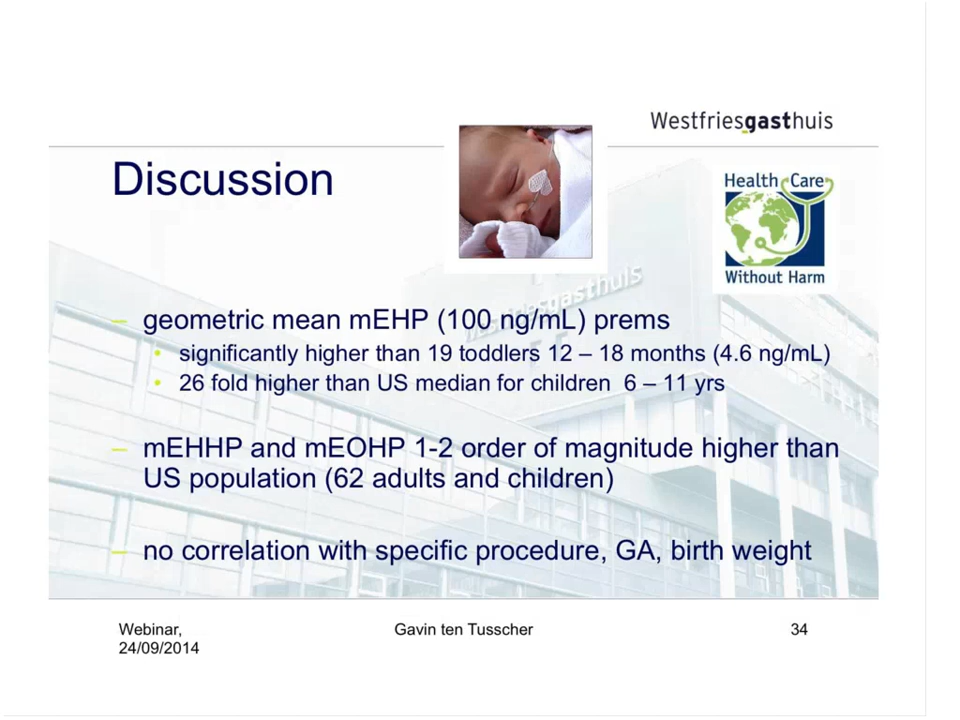 Westfriesgasthuis
Discussion
Health Care
Without Harm
westfriesgasthuis
– geometric mean mEHP (100 ng/mL) prems
• significantly higher than 19 toddlers 12 – 18 months (4.6 ng/mL)
• 26 fold higher than US median for children 6 – 11 yrs
– mEHHP and mEOHP 1-2 order of magnitude higher than
US population (62 adults and children)
– no correlation with specific procedure, GA, birth weight
Webinar,
24/09/2014
Gavin ten Tusscher
34